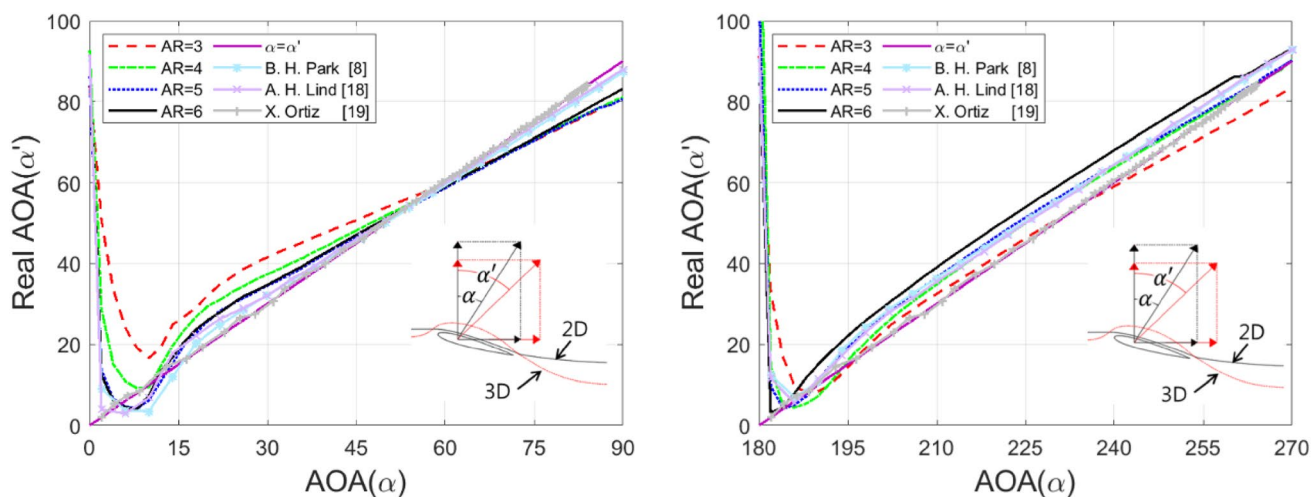 100
80
60
40
20
0
Real AOA(α')
0 15 30 45 60 75 90
AOA(α)
AR=3
AR=4
AR=5
AR=6
α=α'
B. H. Park [8]
A. H. Lind [18]
X. Ortiz [19]
α'
α
2D
3D
100
80
60
40
20
0
Real AOA(α')
180 195 210 225 240 255 270
AOA(α)
AR=3
AR=4
AR=5
AR=6
α=α'
B. H. Park [8]
A. H. Lind [18]
X. Ortiz [19]
α'
α
2D
3D